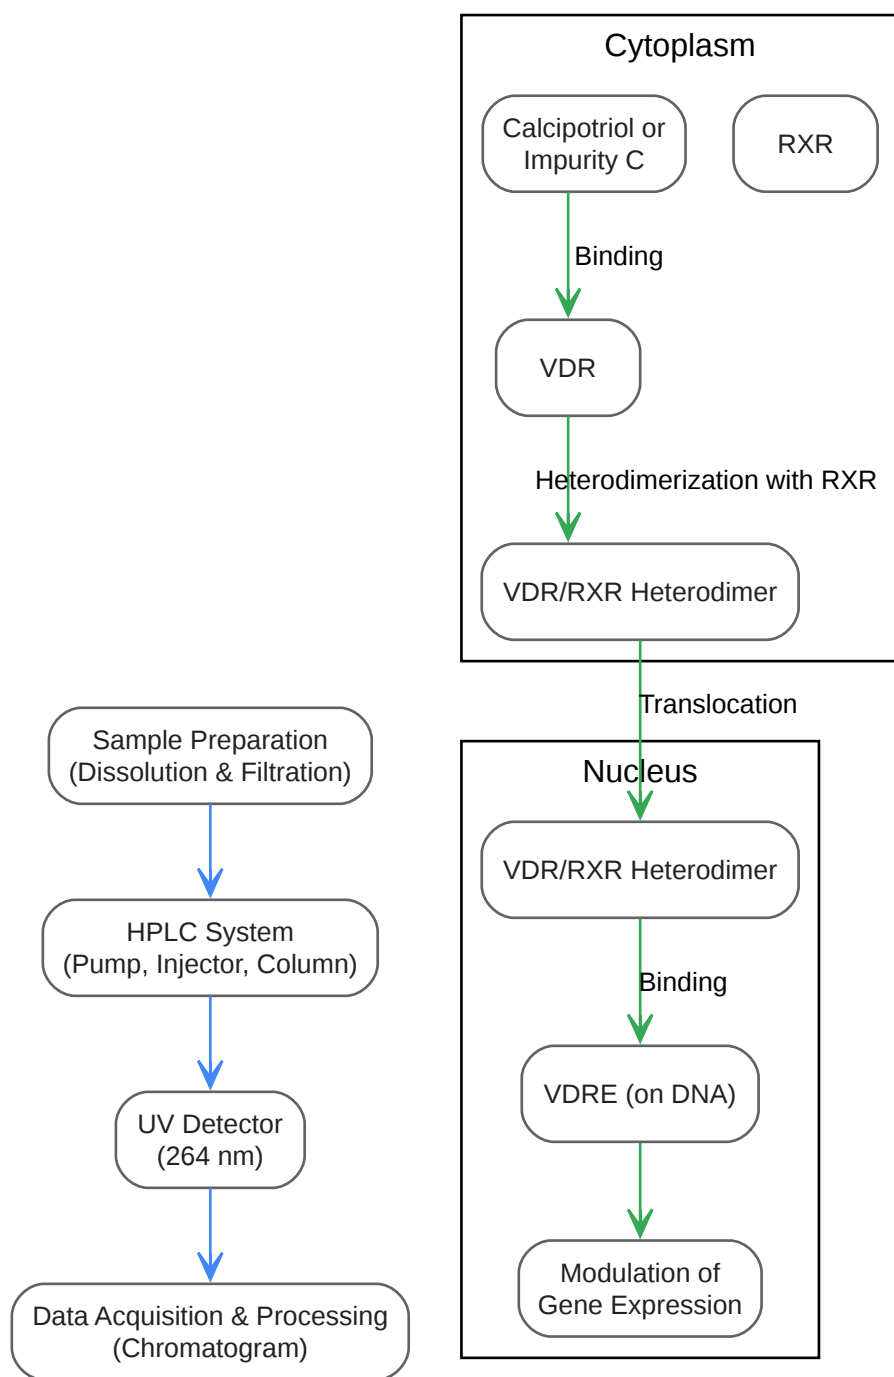 Cytoplasm
Calcipotriol or
Impurity C
RXR
Binding
VDR
Heterodimerization with RXR
VDR/RXR Heterodimer
Translocation
Nucleus
VDR/RXR Heterodimer
Binding
VDRE (on DNA)
Modulation of
Gene Expression
Sample Preparation
(Dissolution & Filtration)
HPLC System
(Pump, Injector, Column)
UV Detector
(264 nm)
Data Acquisition & Processing
(Chromatogram)